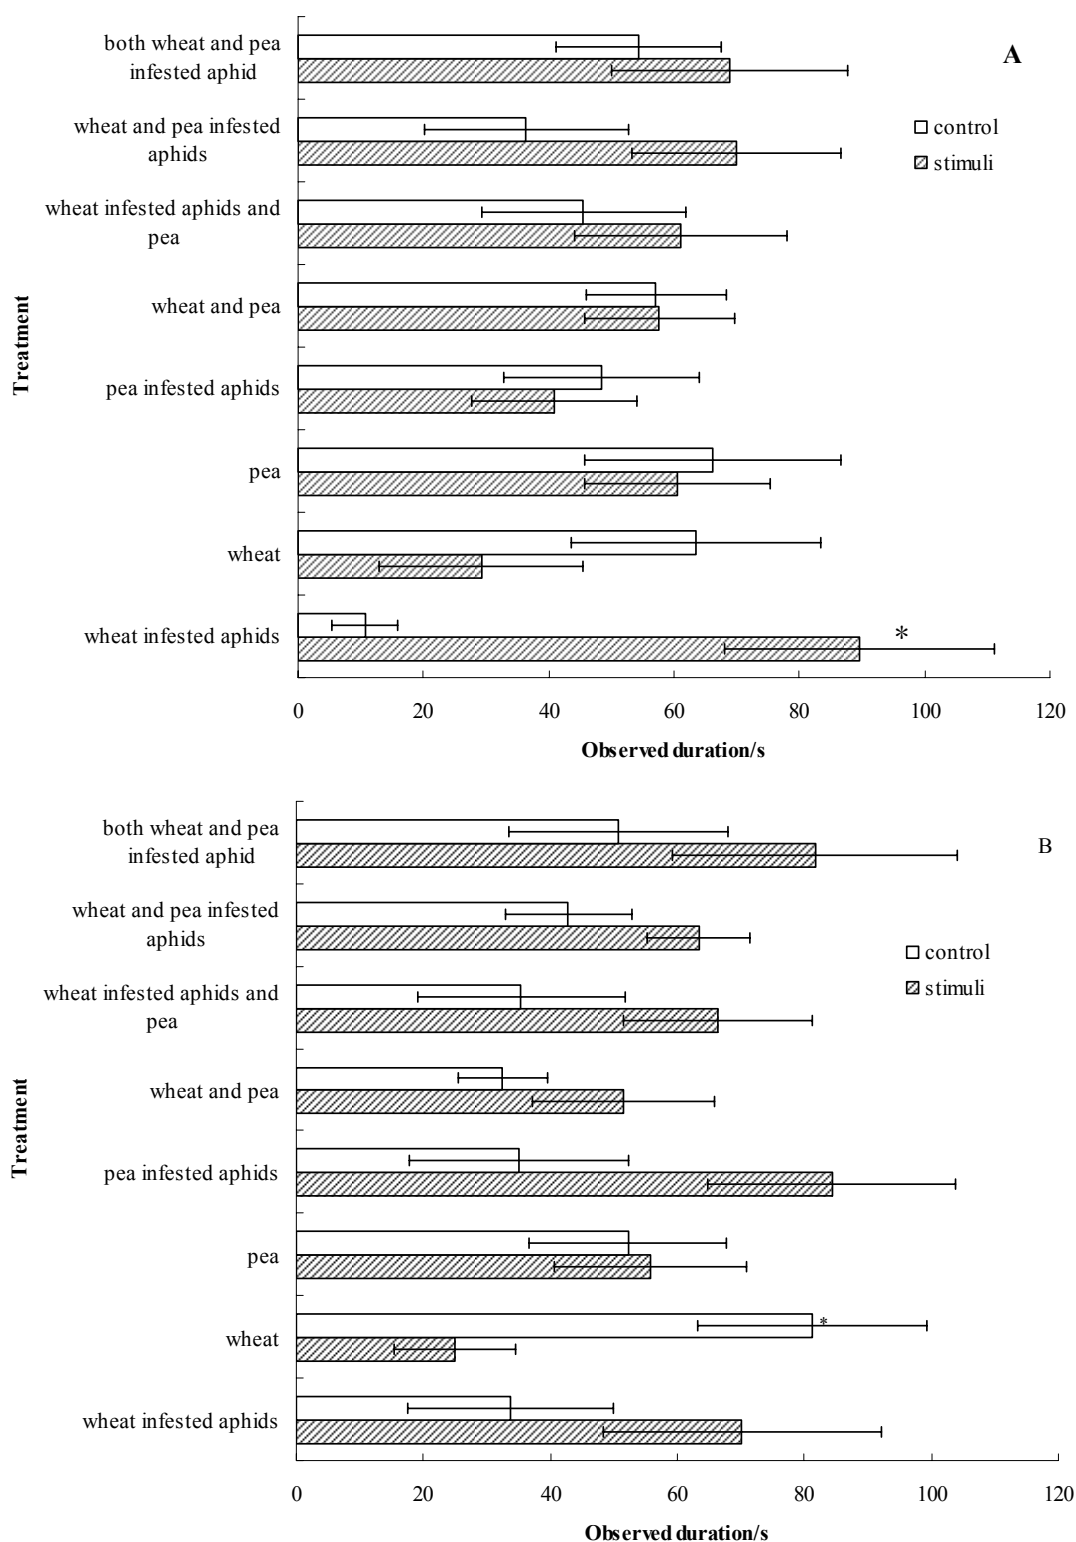 both wheat and pea
infested aphid
A
wheat and pea infested
aphids
control
stimuli
wheat infested aphids and
pea
wheat and pea
Treatment
pea infested aphids
pea
wheat
wheat infested aphids
*
0 20 40 60 80 100 120
Observed duration/s
both wheat and pea
infested aphid
B
wheat and pea infested
aphids
control
stimuli
wheat infested aphids and
pea
wheat and pea
Treatment
pea infested aphids
pea
wheat
*
wheat infested aphids
0 20 40 60 80 100 120
Observed duration/s